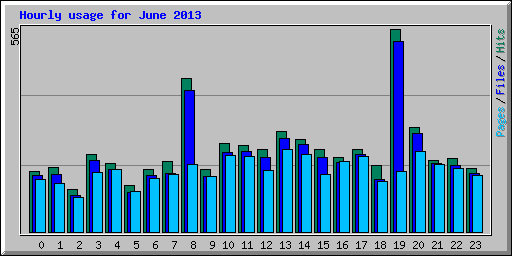 Hourly usage for June 2013
565
Pages / Files / Hits
0 1 2 3 4 5 6 7 8 9 10 11 12 13 14 15 16 17 18 19 20 21 22 23